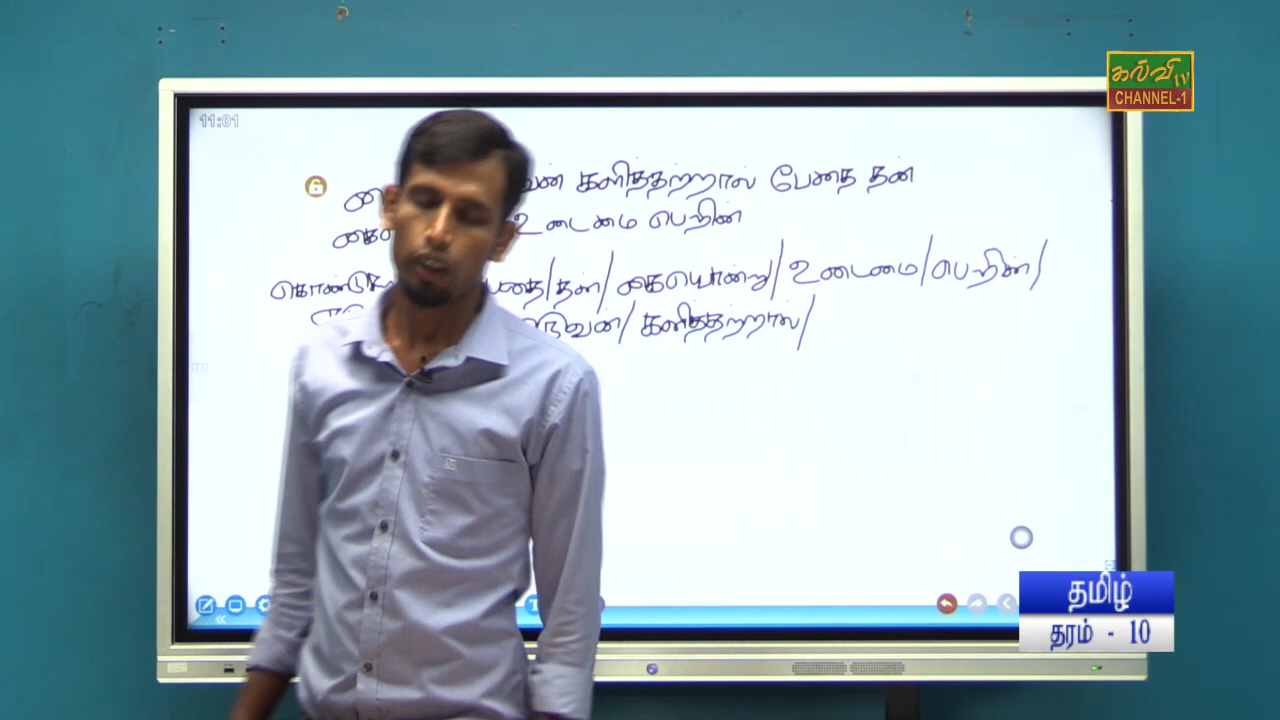 11:01
வன் களித்தற்றால் பேதை தன்
உடைமை பெறின்
தை/தன்/கையொன்று/உடைமை/பெறின்/
ஒருவன்/களித்தற்றால்/
கல்வி TV
CHANNEL-1
தமிழ்
தரம் - 10